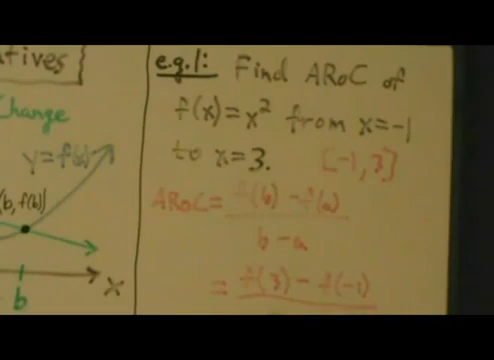 atives
Change
y=f(x)
(b, f(b))
x
b
e.g.1: Find ARoC of
f(x)=x² from x=-1
to x=3. [-1, 3]
ARoC= f(b) - f(a)
b - a
= f(3) - f(-1)